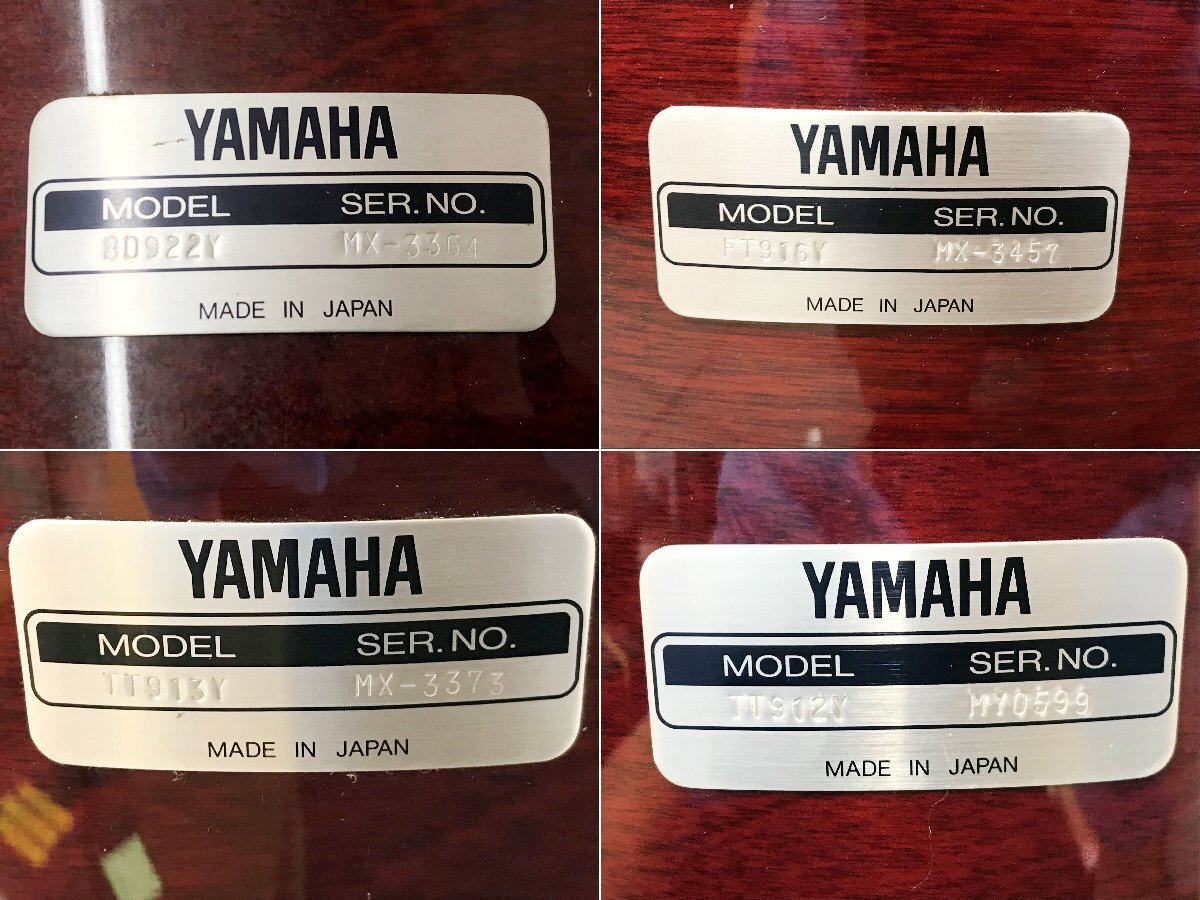 YAMAHA
MODEL SER. NO.
BD922Y MX-3364
MADE IN JAPAN
YAMAHA
MODEL SER. NO.
FT916Y MX-3457
MADE IN JAPAN
YAMAHA
MODEL SER. NO.
TT913Y MX-3373
MADE IN JAPAN
YAMAHA
MODEL SER. NO.
TT912Y MY0599
MADE IN JAPAN